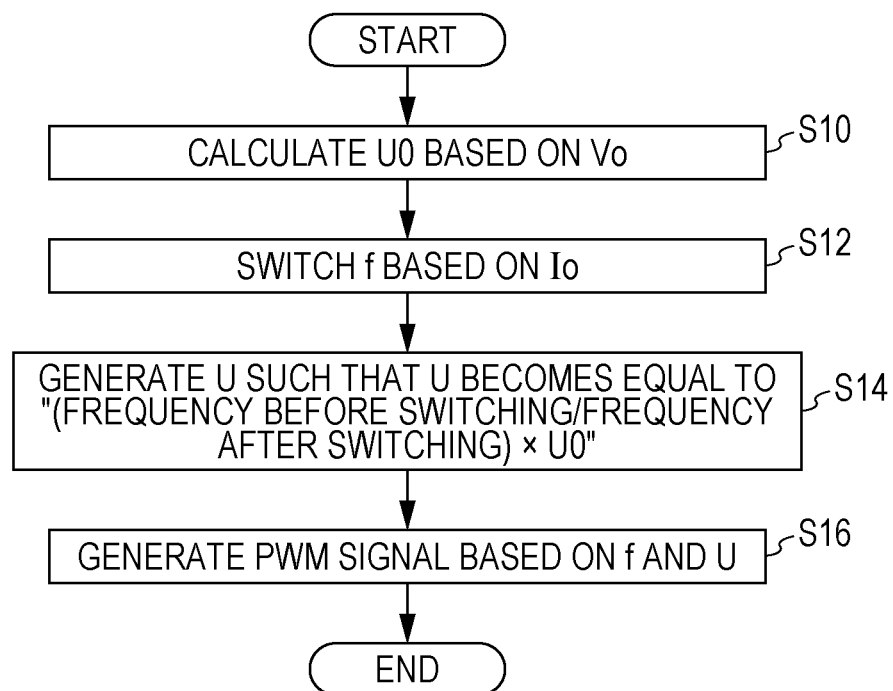 START
CALCULATE U0 BASED ON Vo
S10
SWITCH f BASED ON Io
S12
GENERATE U SUCH THAT U BECOMES EQUAL TO
"(FREQUENCY BEFORE SWITCHING/FREQUENCY
AFTER SWITCHING) × U0"
S14
GENERATE PWM SIGNAL BASED ON f AND U
S16
END